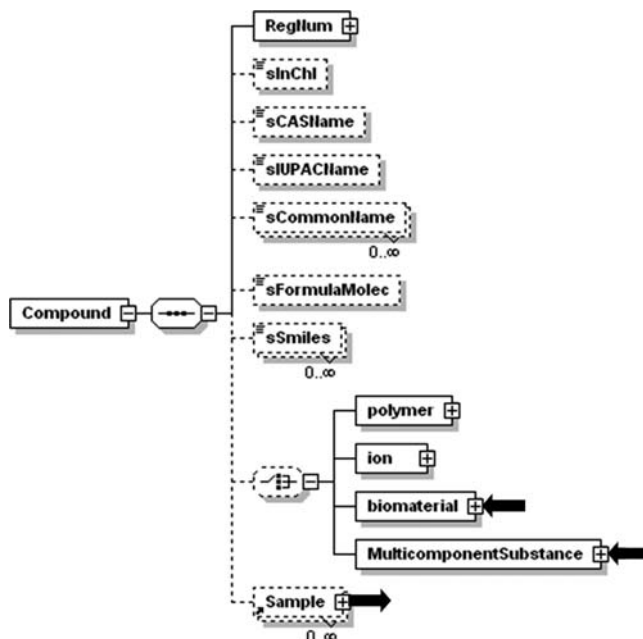 RegNum
sInChI
sCASName
sIUPACName
sCommonName
0..∞
sFormulaMolec
Compound
sSmiles
0..∞
polymer
ion
biomaterial
MulticomponentSubstance
Sample
0..∞